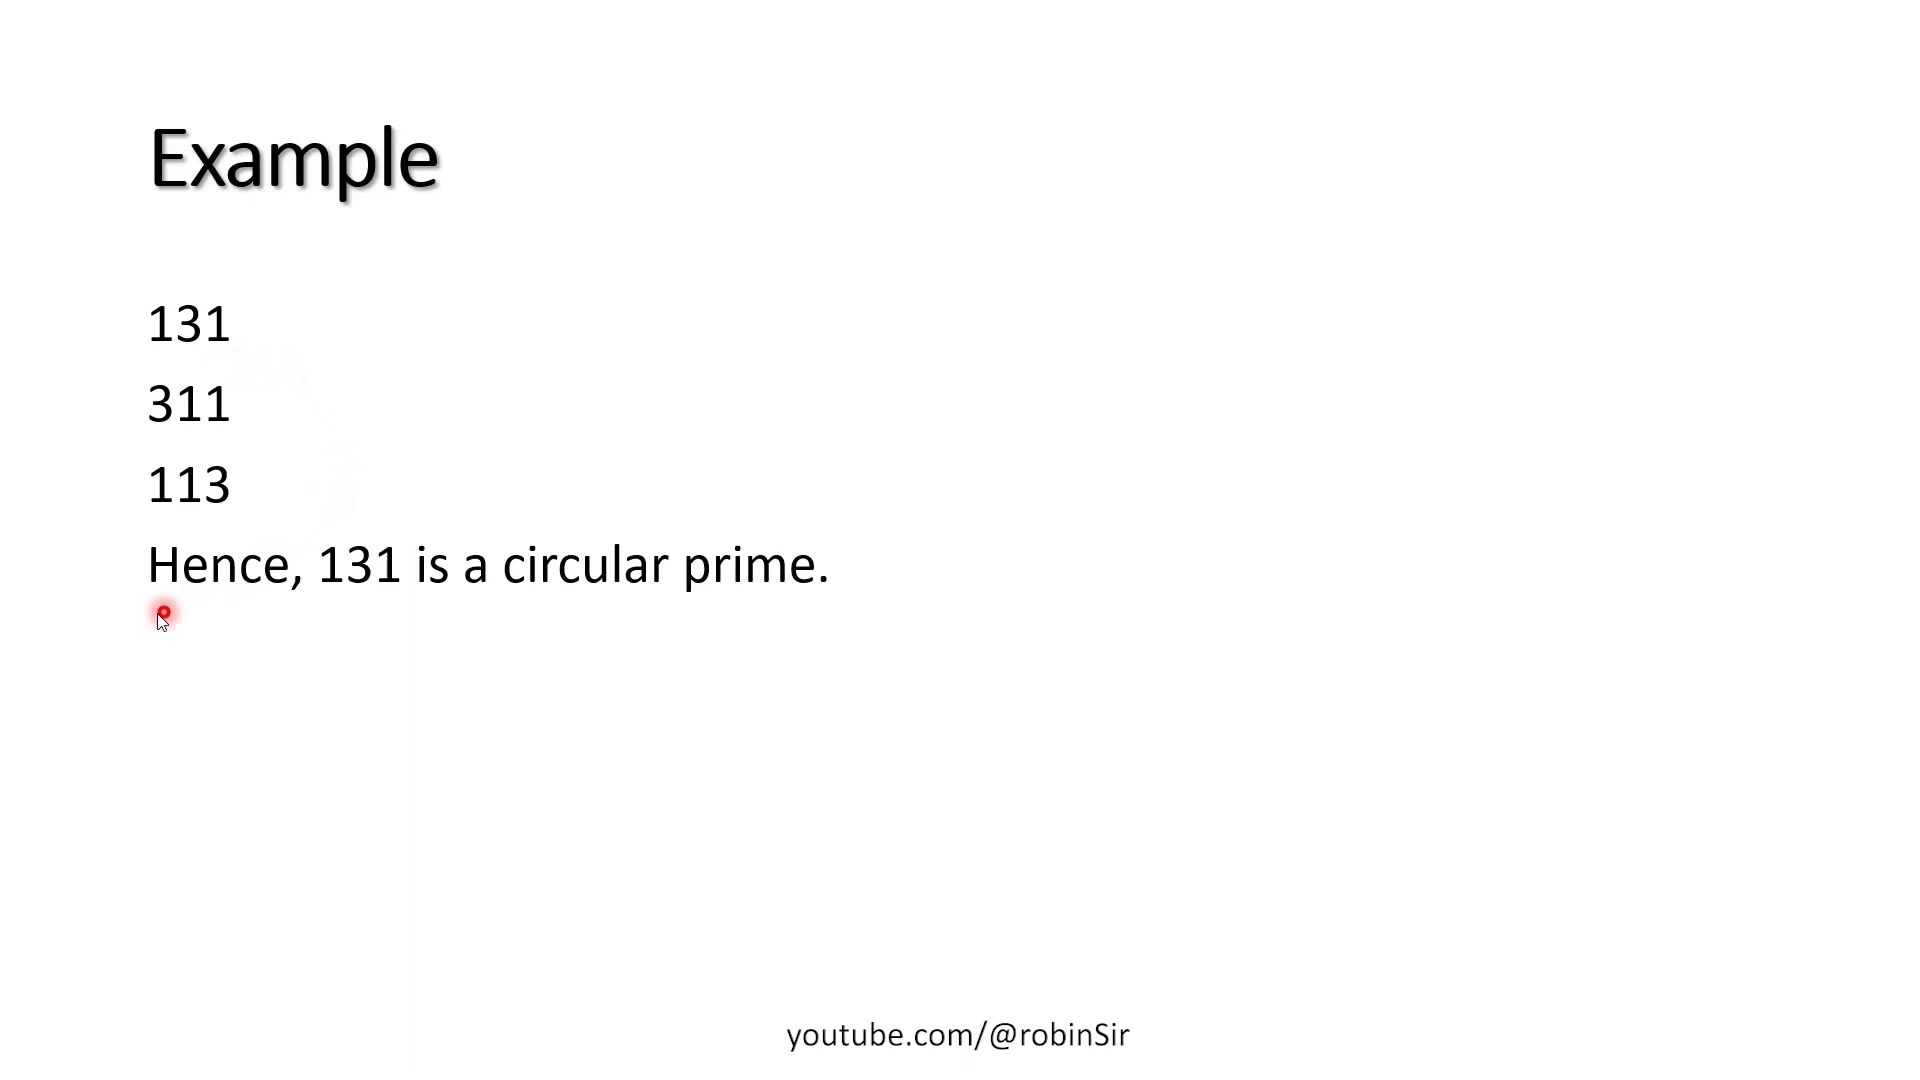 Example
131
311
113
Hence, 131 is a circular prime.
youtube.com/@robinSir